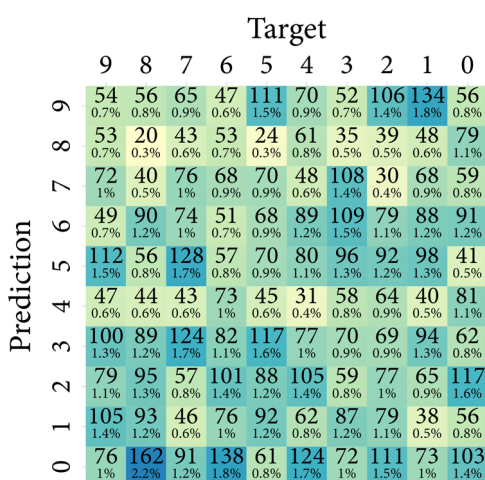 Target
9 8 7 6 5 4 3 2 1 0
Prediction
9 54 56 65 47 111 70 52 106 134 56
0.7% 0.8% 0.9% 0.6% 1.5% 0.9% 0.7% 1.4% 1.8% 0.8%
8 53 20 43 53 24 61 35 39 48 79
0.7% 0.3% 0.6% 0.7% 0.3% 0.8% 0.5% 0.5% 0.6% 1.1%
7 72 40 76 68 70 48 108 30 68 59
1% 0.5% 1% 0.9% 0.9% 0.6% 1.4% 0.4% 0.9% 0.8%
6 49 90 74 51 68 89 109 79 88 91
0.7% 1.2% 1% 0.7% 0.9% 1.2% 1.5% 1.1% 1.2% 1.2%
5 112 56 128 57 70 80 96 92 98 41
1.5% 0.8% 1.7% 0.8% 0.9% 1.1% 1.3% 1.2% 1.3% 0.5%
4 47 44 43 73 45 31 58 64 40 81
0.6% 0.6% 0.6% 1% 0.6% 0.4% 0.8% 0.9% 0.5% 1.1%
3 100 89 124 82 117 77 70 69 94 62
1.3% 1.2% 1.7% 1.1% 1.6% 1% 0.9% 0.9% 1.3% 0.8%
2 79 95 57 101 88 105 59 77 65 117
1.1% 1.3% 0.8% 1.4% 1.2% 1.4% 0.8% 1% 0.9% 1.6%
1 105 93 46 76 92 62 87 79 38 56
1.4% 1.2% 0.6% 1% 1.2% 0.8% 1.2% 1.1% 0.5% 0.8%
0 76 162 91 138 61 124 72 111 73 103
1% 2.2% 1.2% 1.8% 0.8% 1.7% 1% 1.5% 1% 1.4%